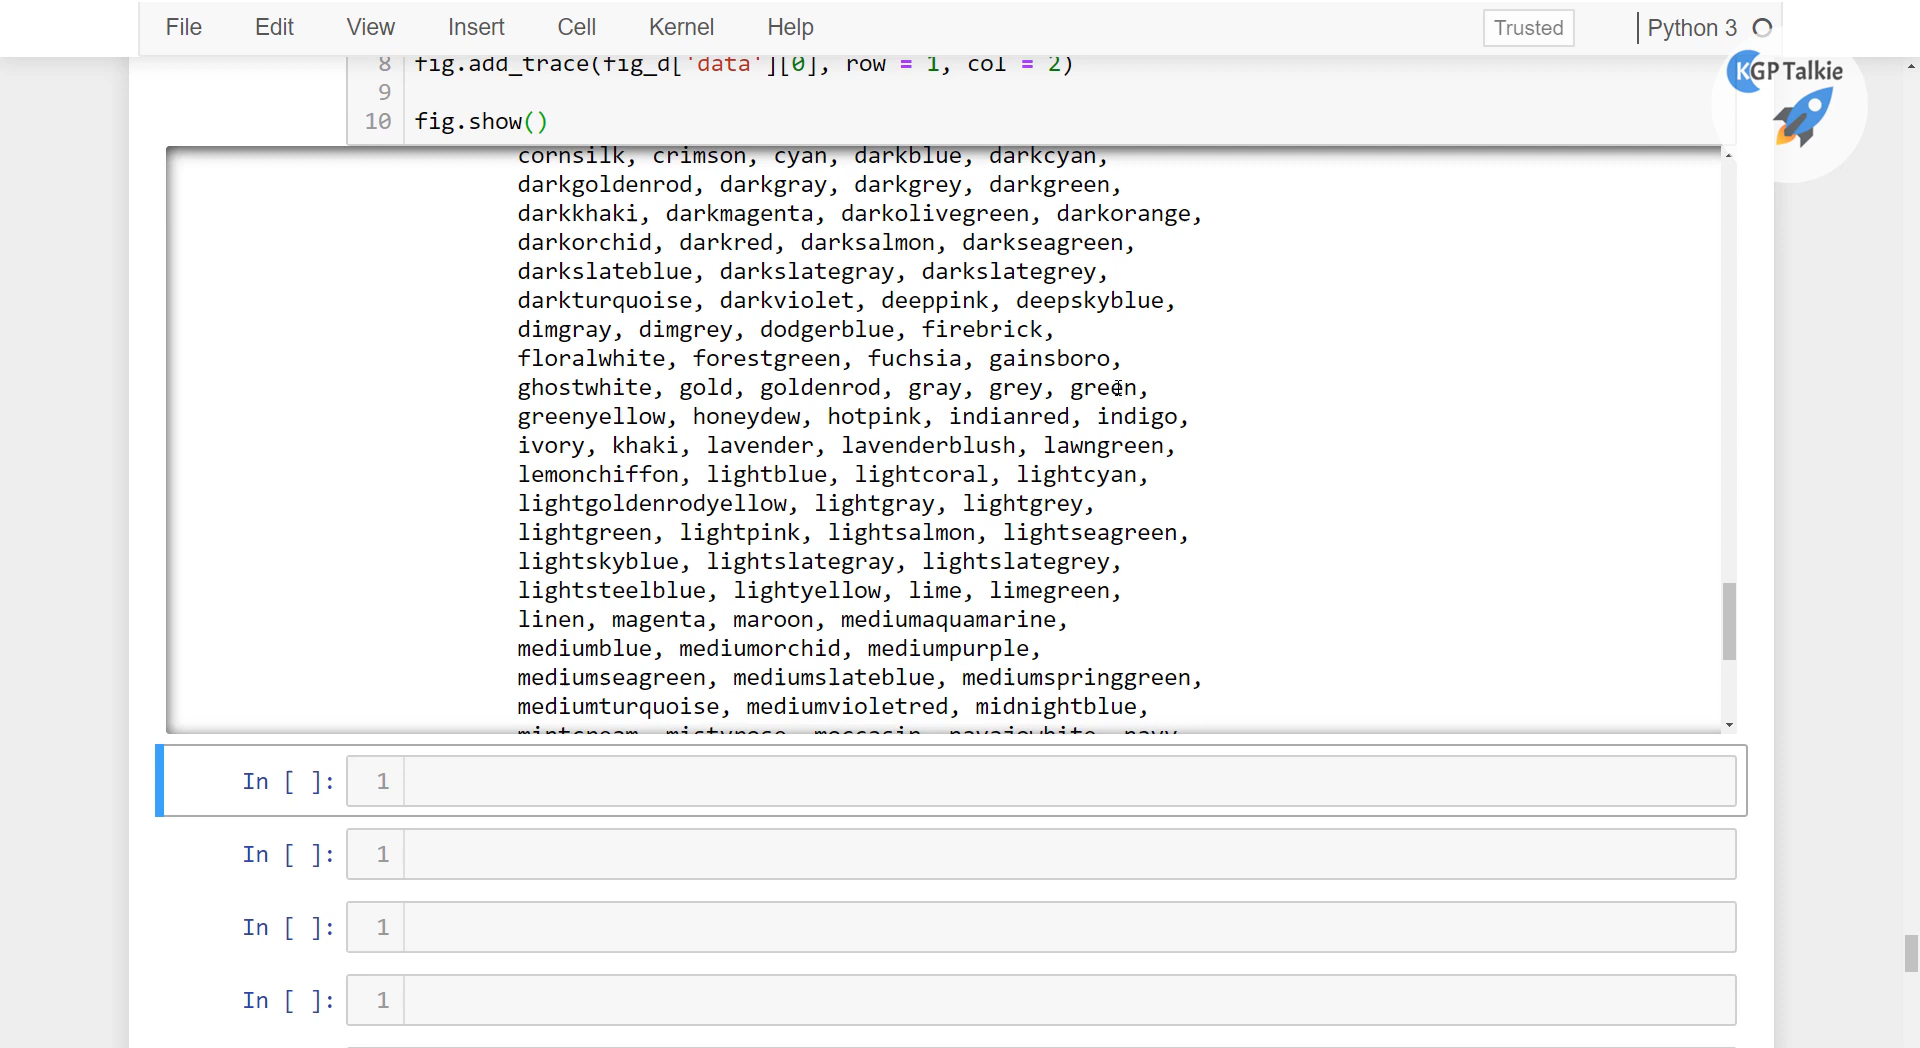 File Edit View Insert Cell Kernel Help Trusted Python 3
KGP Talkie
8 fig.add_trace(fig_d['data'][0], row = 1, col = 2)
9
10 fig.show()
cornsilk, crimson, cyan, darkblue, darkcyan,
darkgoldenrod, darkgray, darkgrey, darkgreen,
darkkhaki, darkmagenta, darkolivegreen, darkorange,
darkorchid, darkred, darksalmon, darkseagreen,
darkslateblue, darkslategray, darkslategrey,
darkturquoise, darkviolet, deeppink, deepskyblue,
dimgray, dimgrey, dodgerblue, firebrick,
floralwhite, forestgreen, fuchsia, gainsboro,
ghostwhite, gold, goldenrod, gray, grey, green,
greenyellow, honeydew, hotpink, indianred, indigo,
ivory, khaki, lavender, lavenderblush, lawngreen,
lemonchiffon, lightblue, lightcoral, lightcyan,
lightgoldenrodyellow, lightgray, lightgrey,
lightgreen, lightpink, lightsalmon, lightseagreen,
lightskyblue, lightslategray, lightslategrey,
lightsteelblue, lightyellow, lime, limegreen,
linen, magenta, maroon, mediumaquamarine,
mediumblue, mediumorchid, mediumpurple,
mediumseagreen, mediumslateblue, mediumspringgreen,
mediumturquoise, mediumvioletred, midnightblue,
mintcream, mistyrose, moccasin, navajowhite, navy,
In [ ]: 1
In [ ]: 1
In [ ]: 1
In [ ]: 1